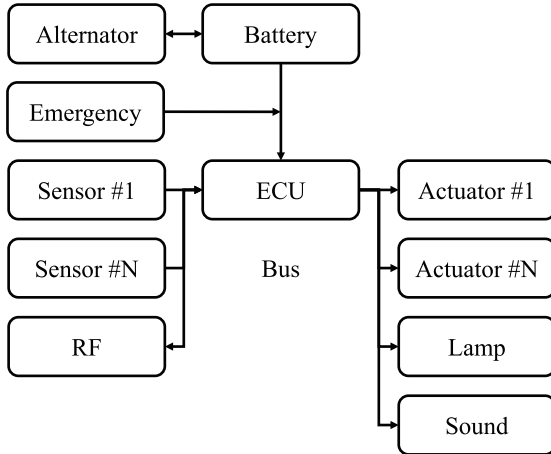 Alternator
Battery
Emergency
Sensor #1
ECU
Actuator #1
Sensor #N
Bus
Actuator #N
RF
Lamp
Sound